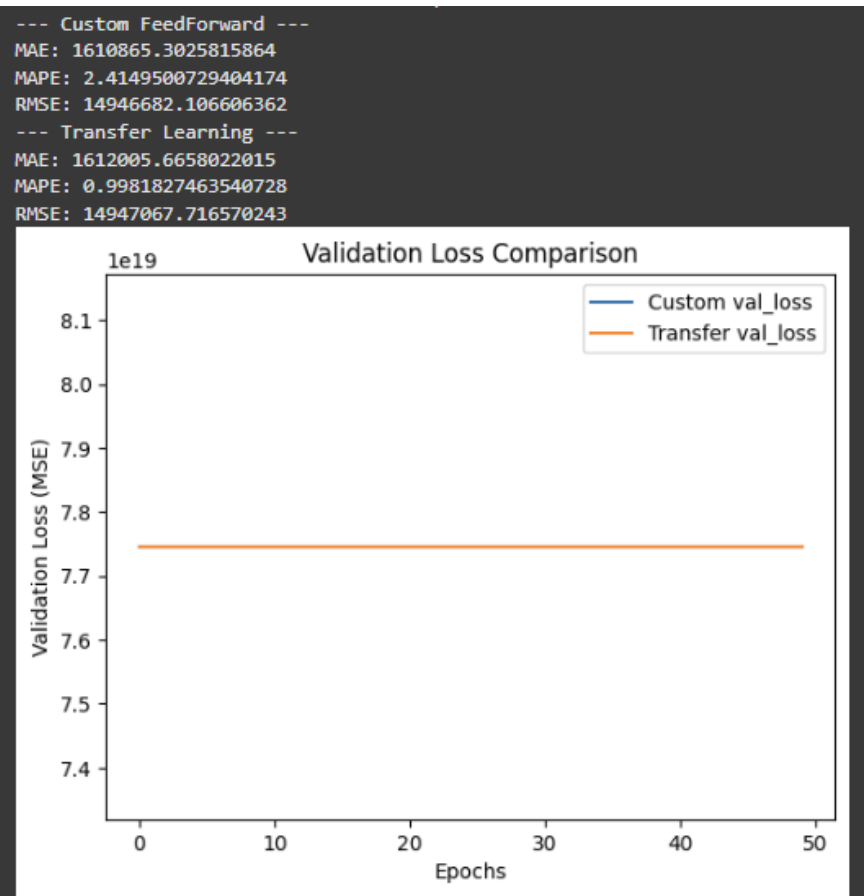 --- Custom FeedForward ---
MAE: 1610865.3025815864
MAPE: 2.4149500729404174
RMSE: 14946682.106606362
--- Transfer Learning ---
MAE: 1612005.6658022015
MAPE: 0.9981827463540728
RMSE: 14947067.716570243
Validation Loss Comparison
1e19
Custom val_loss
Transfer val_loss
8.1
8.0
7.9
7.8
7.7
7.6
7.5
7.4
Validation Loss (MSE)
0 10 20 30 40 50
Epochs